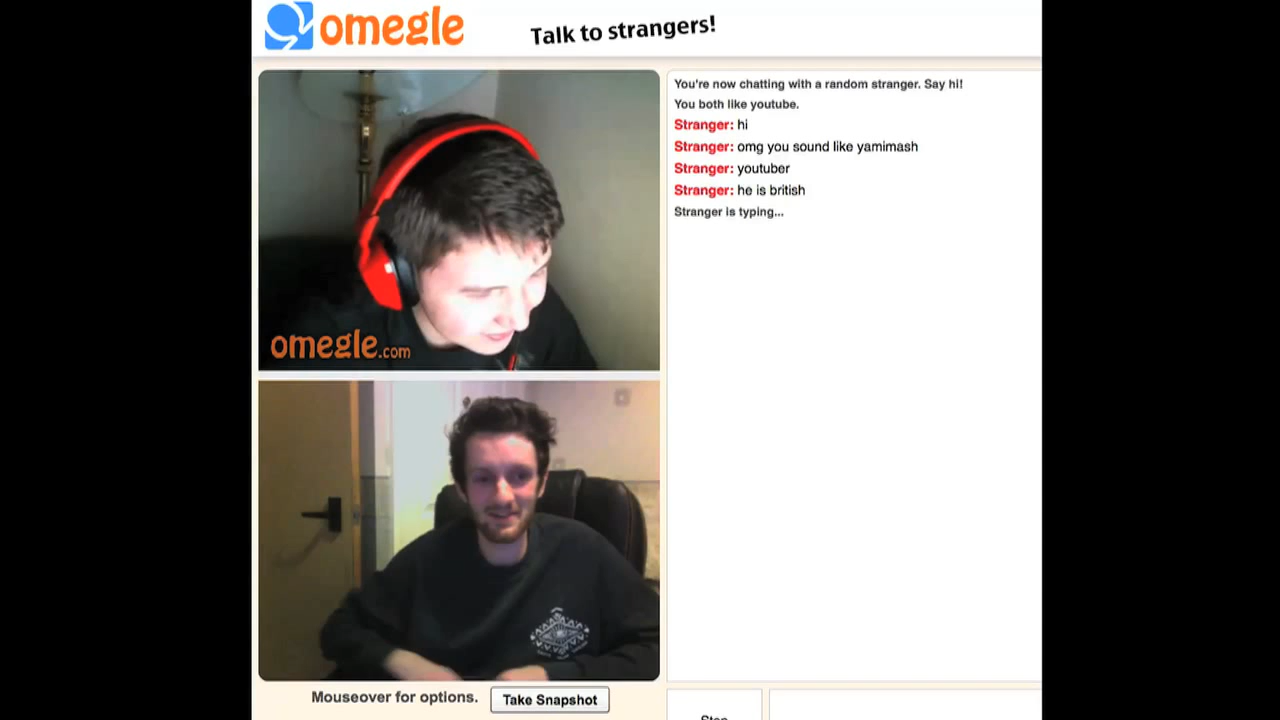 omegle
Talk to strangers!
You're now chatting with a random stranger. Say hi!
You both like youtube.
Stranger: hi
Stranger: omg you sound like yamimash
Stranger: youtuber
Stranger: he is british
Stranger is typing...
omegle.com
Mouseover for options.
Take Snapshot
Stop